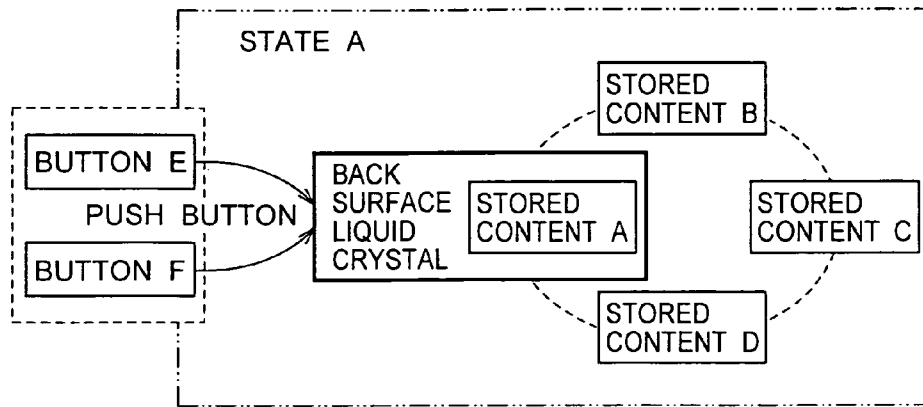 STATE A
STORED
CONTENT B
BUTTON E
BACK
SURFACE
LIQUID
CRYSTAL
STORED
CONTENT A
STORED
CONTENT C
PUSH BUTTON
BUTTON F
STORED
CONTENT D